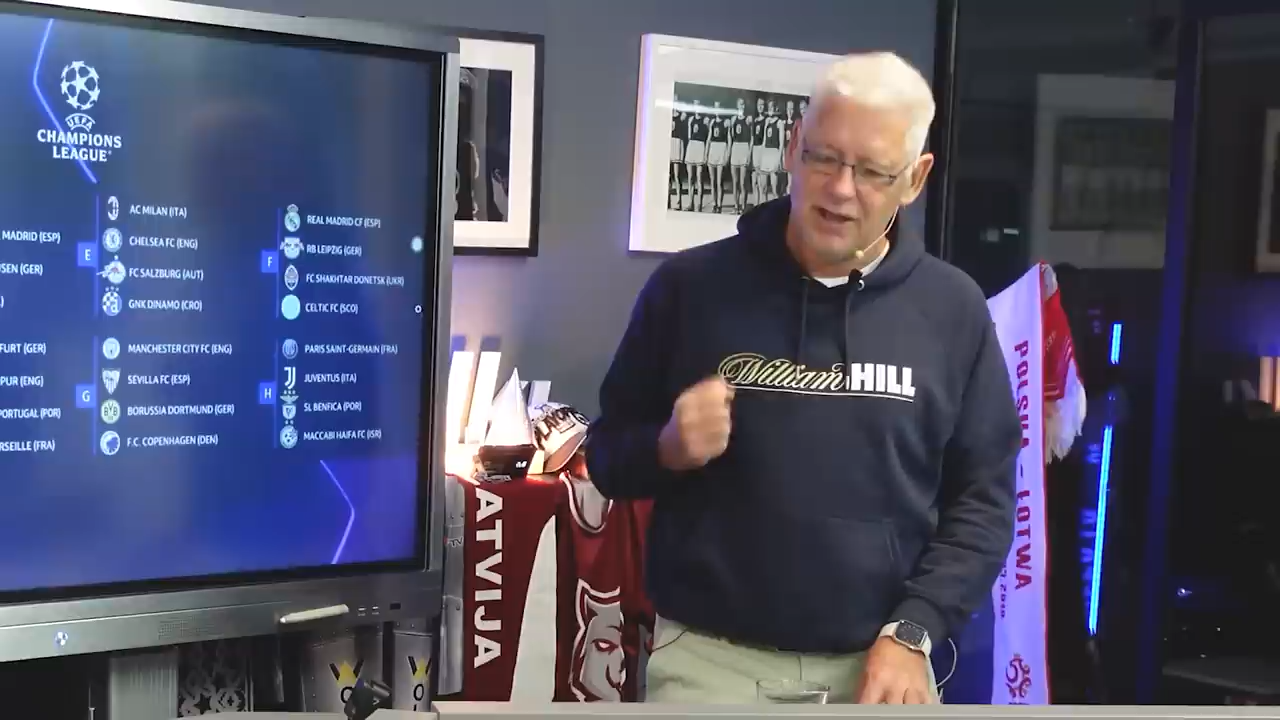 UEFA
CHAMPIONS
LEAGUE
MADRID (ESP)
SEN (GER)
E
AC MILAN (ITA)
CHELSEA FC (ENG)
FC SALZBURG (AUT)
GNK DINAMO (CRO)
F
REAL MADRID CF (ESP)
RB LEIPZIG (GER)
FC SHAKHTAR DONETSK (UKR)
CELTIC FC (SCO)
FURT (GER)
PUR (ENG)
PORTUGAL (POR)
RSEILLE (FRA)
G
MANCHESTER CITY FC (ENG)
SEVILLA FC (ESP)
BORUSSIA DORTMUND (GER)
F.C. COPENHAGEN (DEN)
H
PARIS SAINT-GERMAIN (FRA)
JUVENTUS (ITA)
SL BENFICA (POR)
MACCABI HAIFA FC (ISR)
William HILL
ATVIJA
POLSKA - ŁOTWA